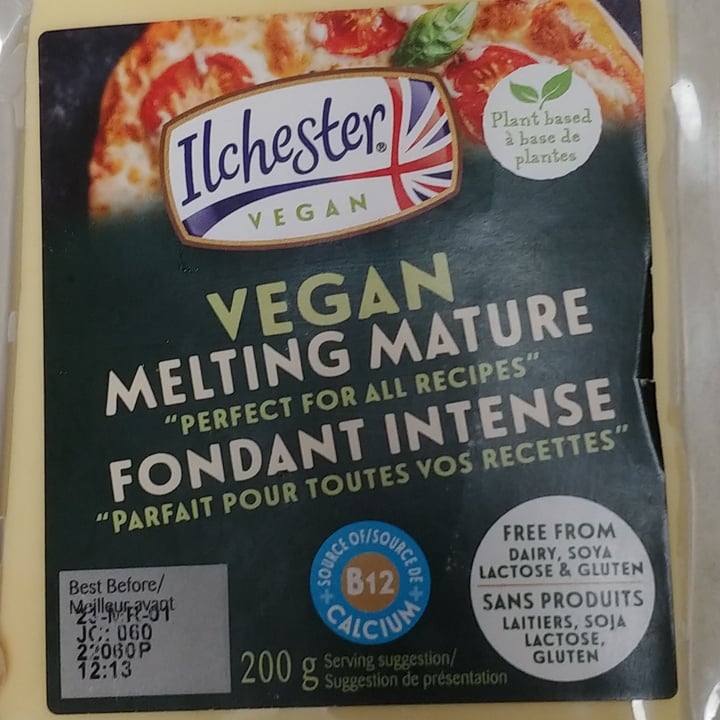 Ilchester®
VEGAN
Plant based
à base de
plantes
VEGAN
MELTING MATURE
"PERFECT FOR ALL RECIPES"
FONDANT INTENSE
"PARFAIT POUR TOUTES VOS RECETTES"
SOURCE OF/SOURCE DE
B12
+ CALCIUM +
FREE FROM
DAIRY, SOYA
LACTOSE & GLUTEN
SANS PRODUITS
LAITIERS, SOJA
LACTOSE,
GLUTEN
Best Before/
Meilleur avant
060
12:13
200 g
Serving suggestion/
Suggestion de présentation